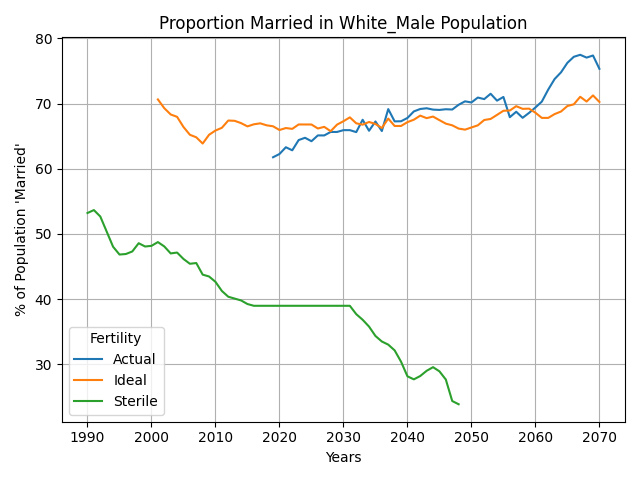 Proportion Married in White_Male Population
% of Population 'Married'
80
70
60
50
40
30
Fertility
Actual
Ideal
Sterile
1990 2000 2010 2020 2030 2040 2050 2060 2070
Years